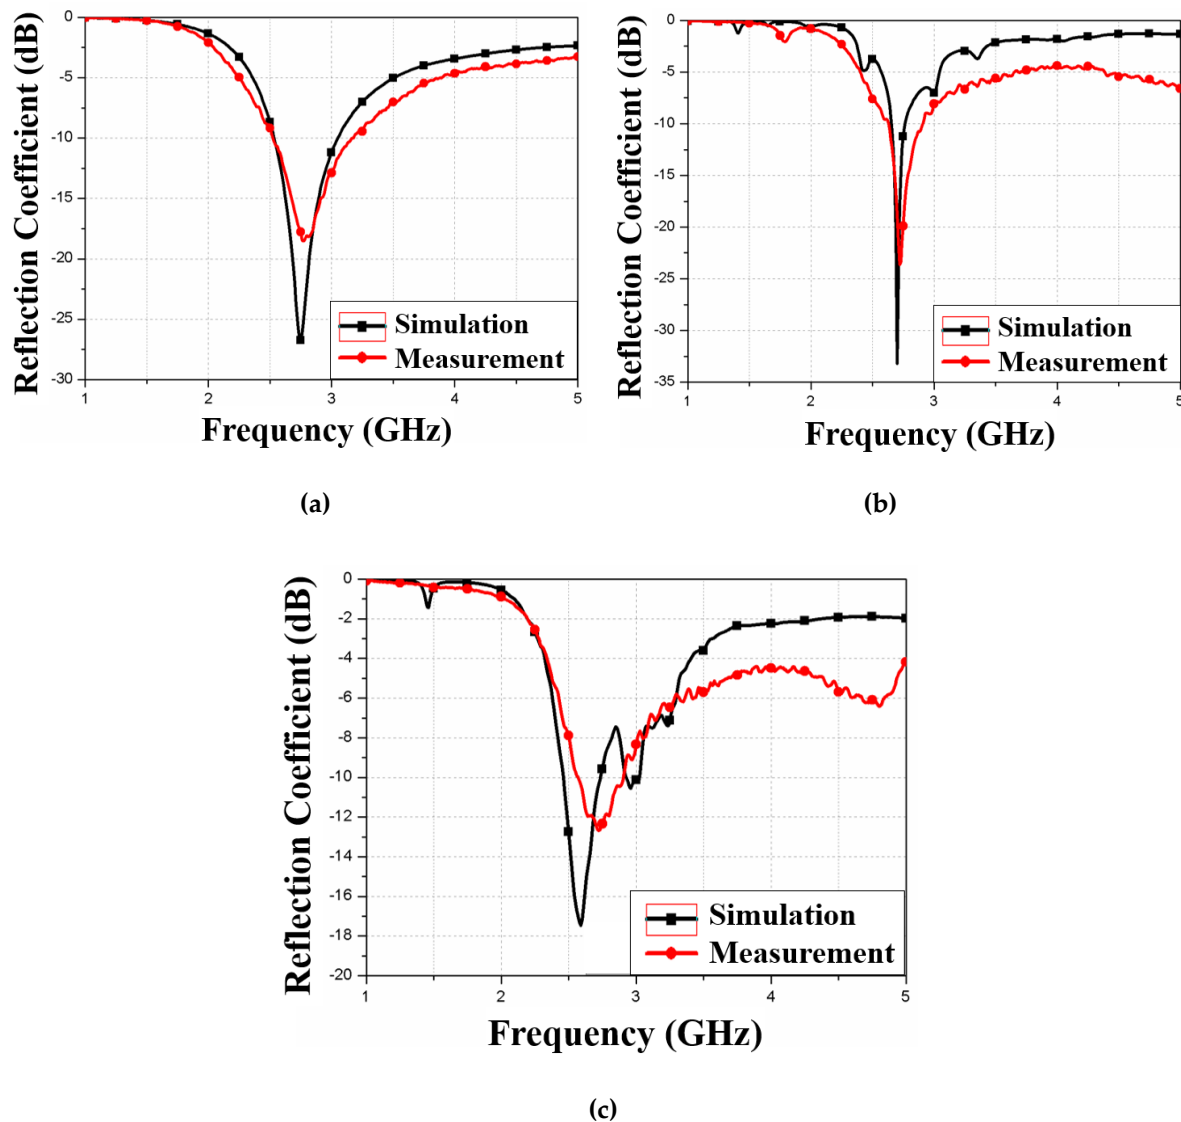 Reflection Coefficient (dB)
0
-5
-10
-15
-20
-25
-30
1
2
3
4
5
Simulation
Measurement
Frequency (GHz)
(a)
Reflection Coefficient (dB)
0
-5
-10
-15
-20
-25
-30
-35
1
2
3
4
5
Simulation
Measurement
Frequency (GHz)
(b)
Reflection Coefficient (dB)
0
-2
-4
-6
-8
-10
-12
-14
-16
-18
-20
1
2
3
4
5
Simulation
Measurement
Frequency (GHz)
(c)